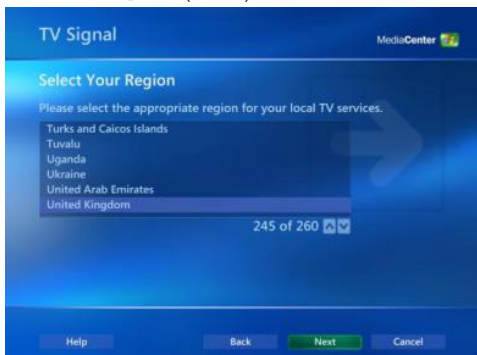 TV Signal
MediaCenter
Select Your Region
Please select the appropriate region for your local TV services.
Turks and Caicos Islands
Tuvalu
Uganda
Ukraine
United Arab Emirates
United Kingdom
245 of 260
Help Back Next Cancel